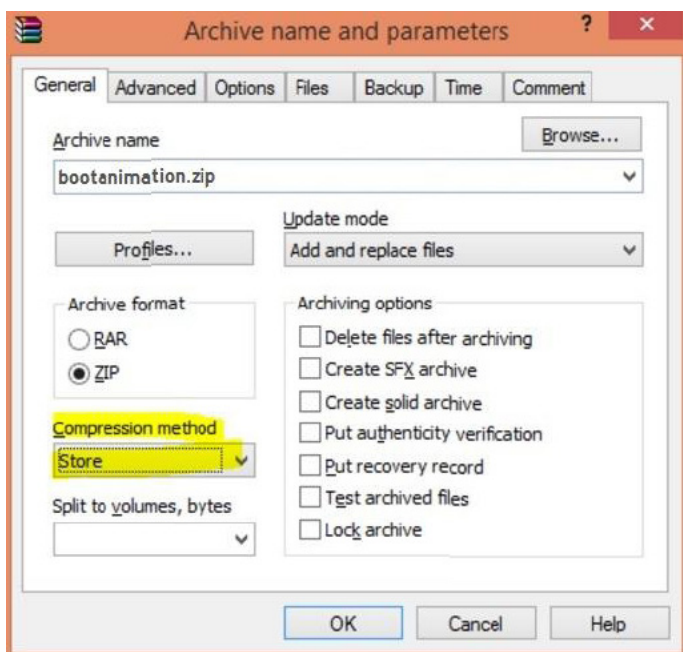 Archive name and parameters
? ×
General Advanced Options Files Backup Time Comment
Archive name
Browse...
bootanimation.zip
Profiles...
Update mode
Add and replace files
Archive format
RAR
ZIP
Compression method
Store
Split to volumes, bytes
Archiving options
Delete files after archiving
Create SFX archive
Create solid archive
Put authenticity verification
Put recovery record
Test archived files
Lock archive
OK Cancel Help